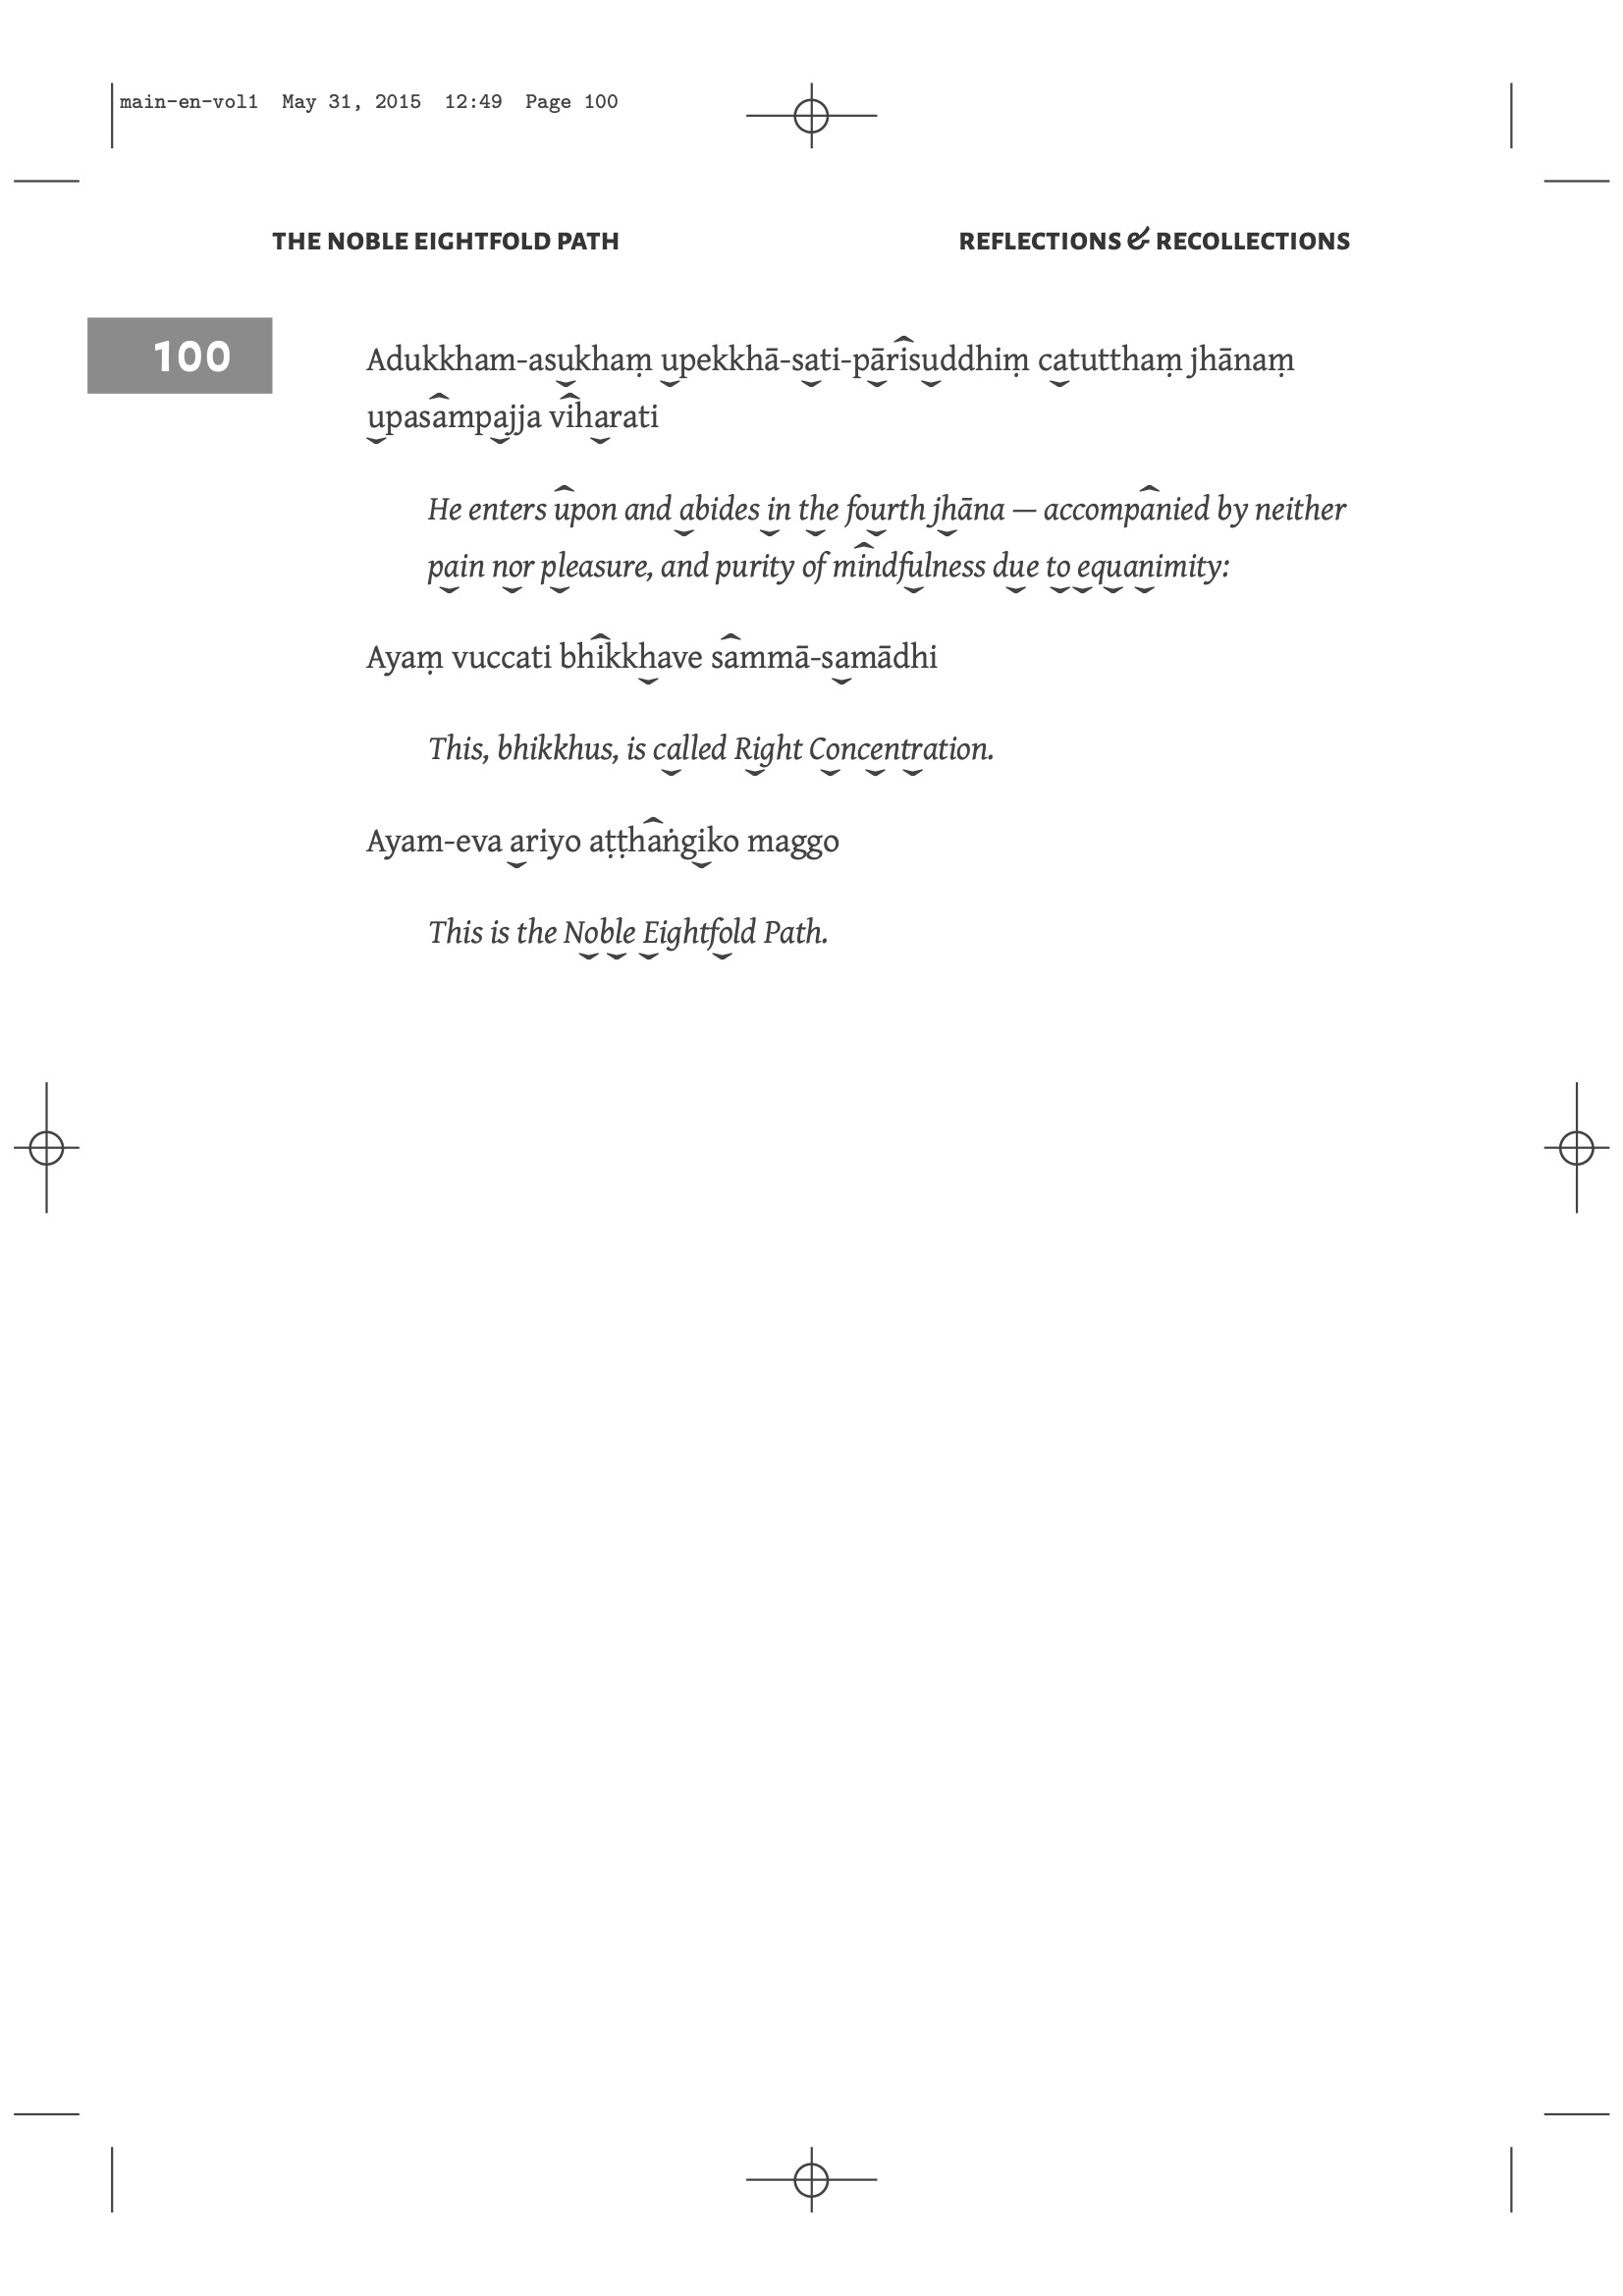 main-en-vol1 May 31, 2015 12:49 Page 100
THE NOBLE EIGHTFOLD PATH REFLECTIONS & RECOLLECTIONS
100
Adukkham-asukhaṃ upekkhā-sati-pārisuddhiṃ catutthaṃ jhānaṃ
upasampajja viharati
He enters upon and abides in the fourth jhāna — accompanied by neither
pain nor pleasure, and purity of mindfulness due to equanimity:
Ayaṃ vuccati bhikkhave sammā-samādhi
This, bhikkhus, is called Right Concentration.
Ayam-eva ariyo aṭṭhaṅgiko maggo
This is the Noble Eightfold Path.